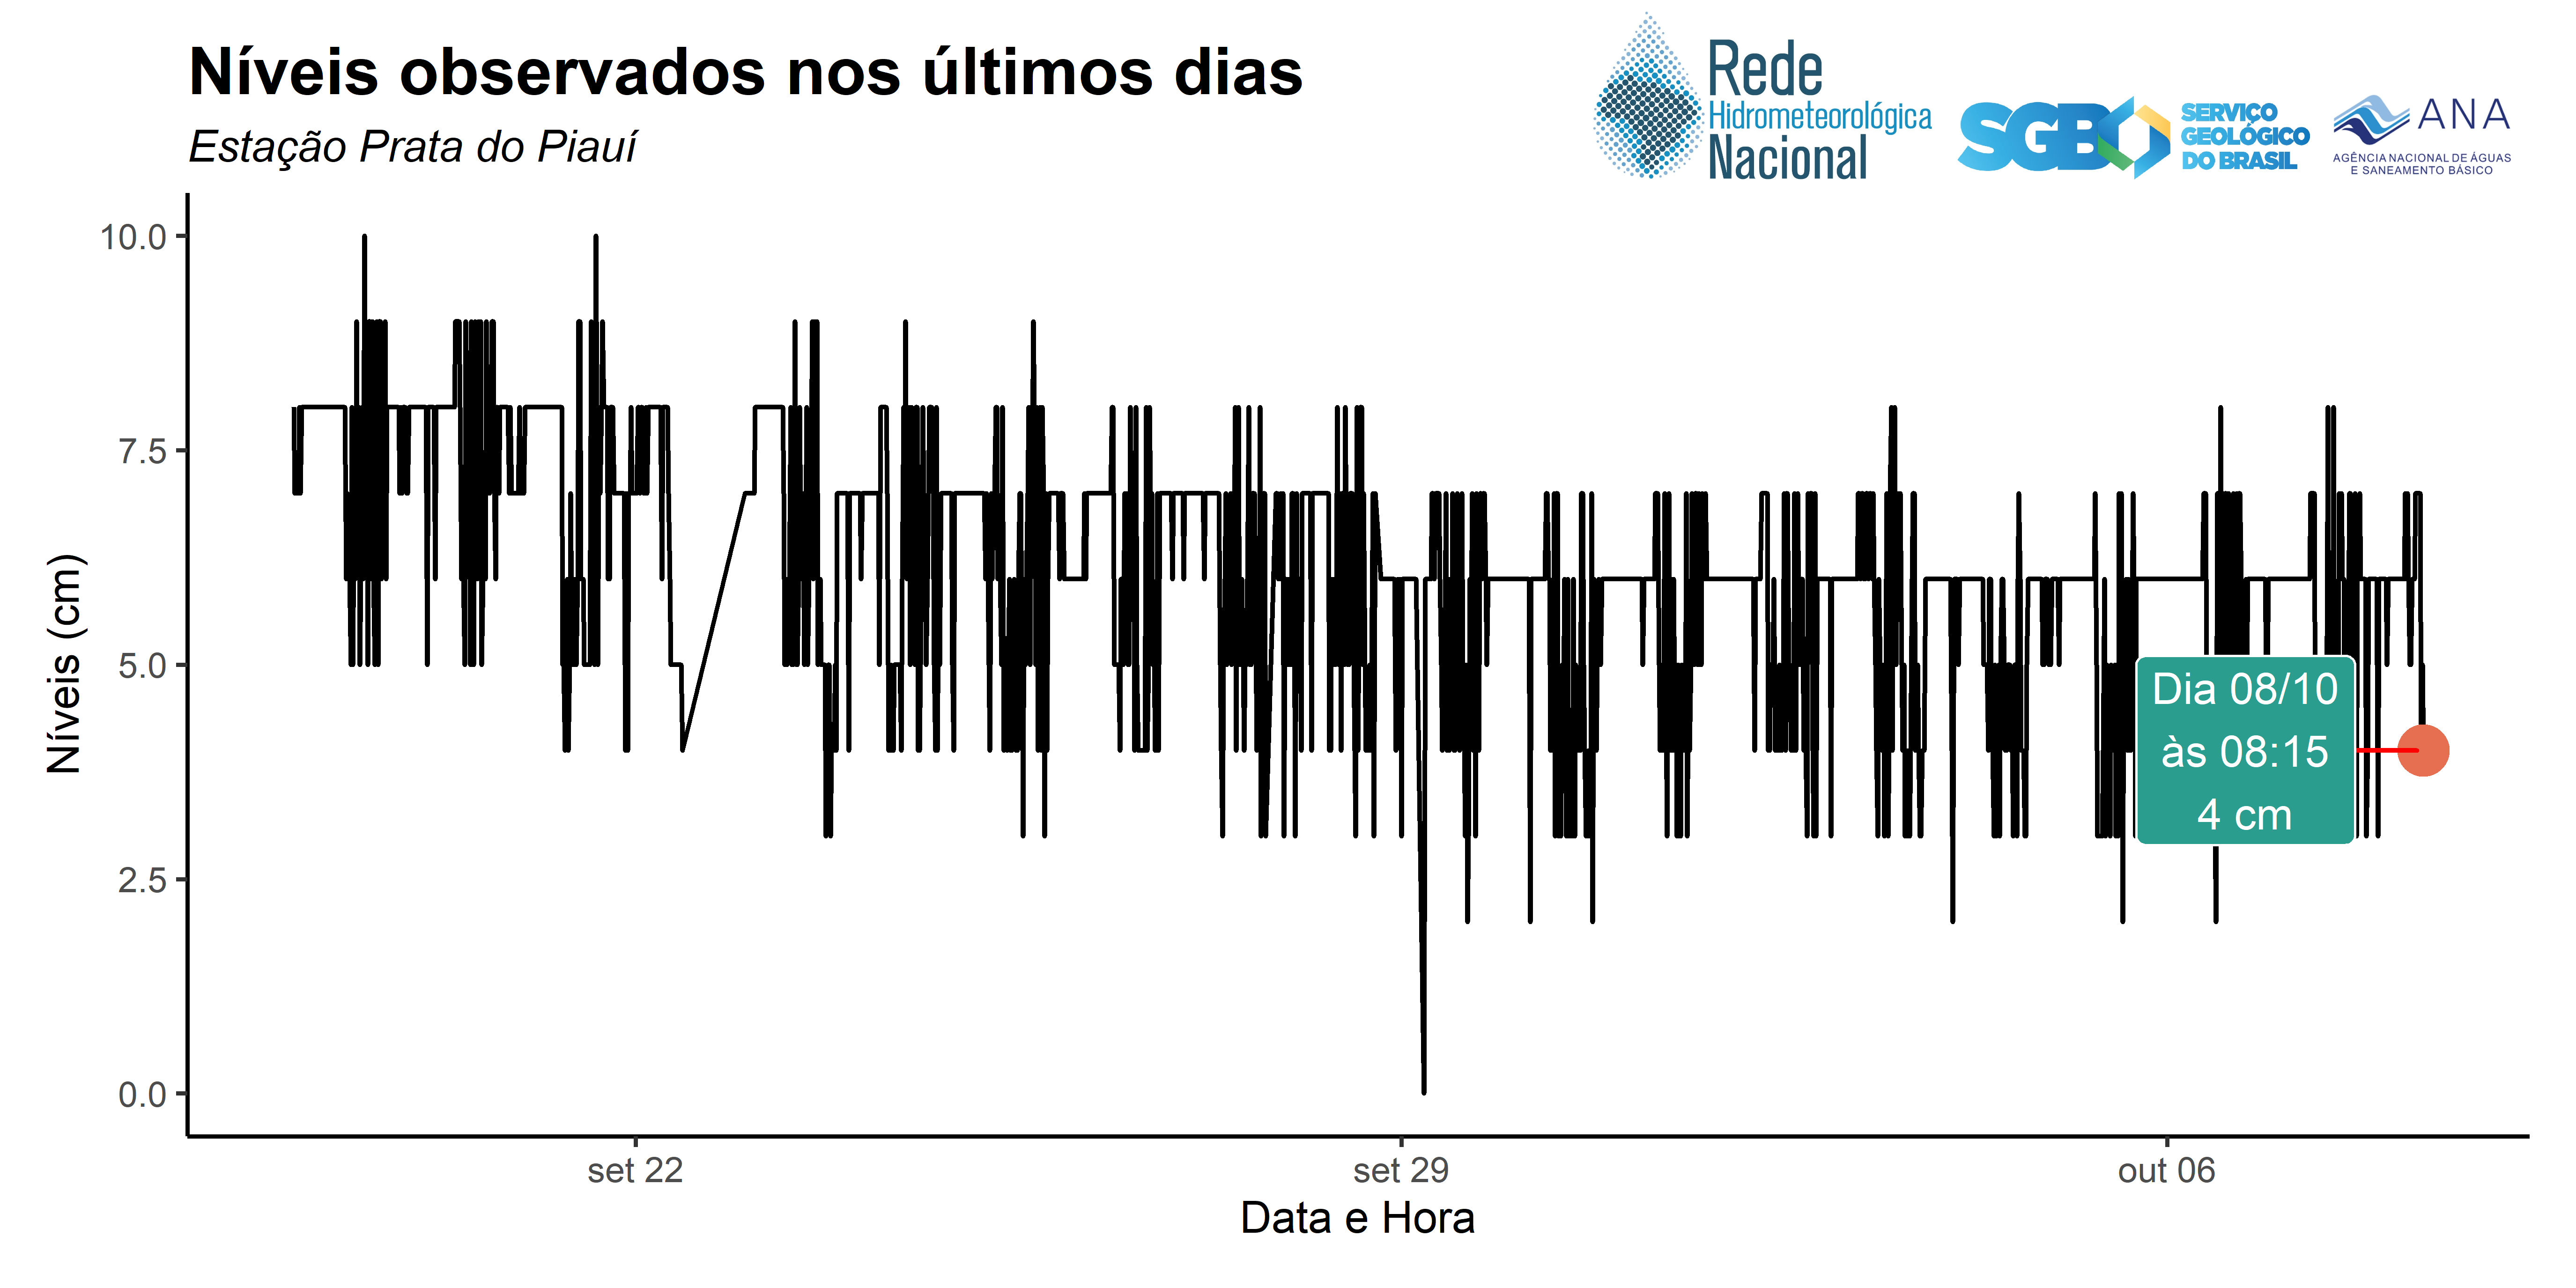 Níveis observados nos últimos dias
Estação Prata do Piauí
Rede
Hidrometeorológica
Nacional
SGB
SERVIÇO
GEOLÓGICO
DO BRASIL
ANA
AGÊNCIA NACIONAL DE ÁGUAS
E SANEAMENTO BÁSICO
Níveis (cm)
10.0
7.5
5.0
2.5
0.0
Dia 08/10
às 08:15
4 cm
set 22
set 29
out 06
Data e Hora